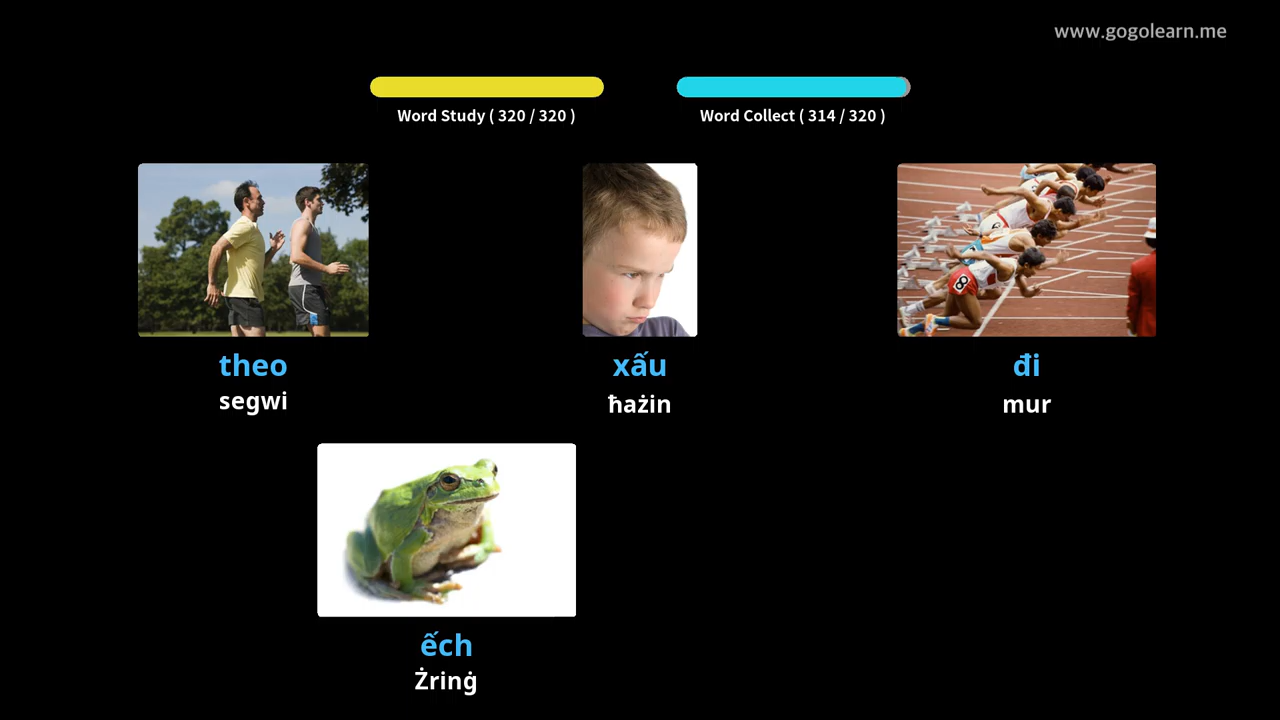 www.gogolearn.me
Word Study ( 320 / 320 )
Word Collect ( 314 / 320 )
theo
segwi
xấu
ħażin
đi
mur
ếch
Żrinġ